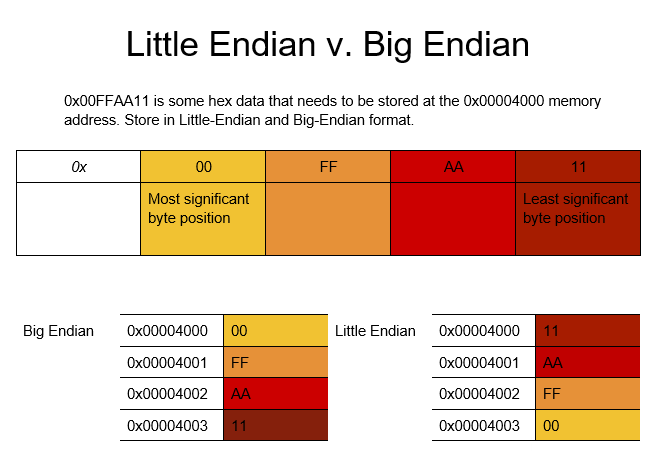 Little Endian v. Big Endian
0x00FFAA11 is some hex data that needs to be stored at the 0x00004000 memory
address. Store in Little-Endian and Big-Endian format.
0x 00 FF AA 11
Most significant
byte position
Least significant
byte position
Big Endian
0x00004000 00
0x00004001 FF
0x00004002 AA
0x00004003 11
Little Endian
0x00004000 11
0x00004001 AA
0x00004002 FF
0x00004003 00